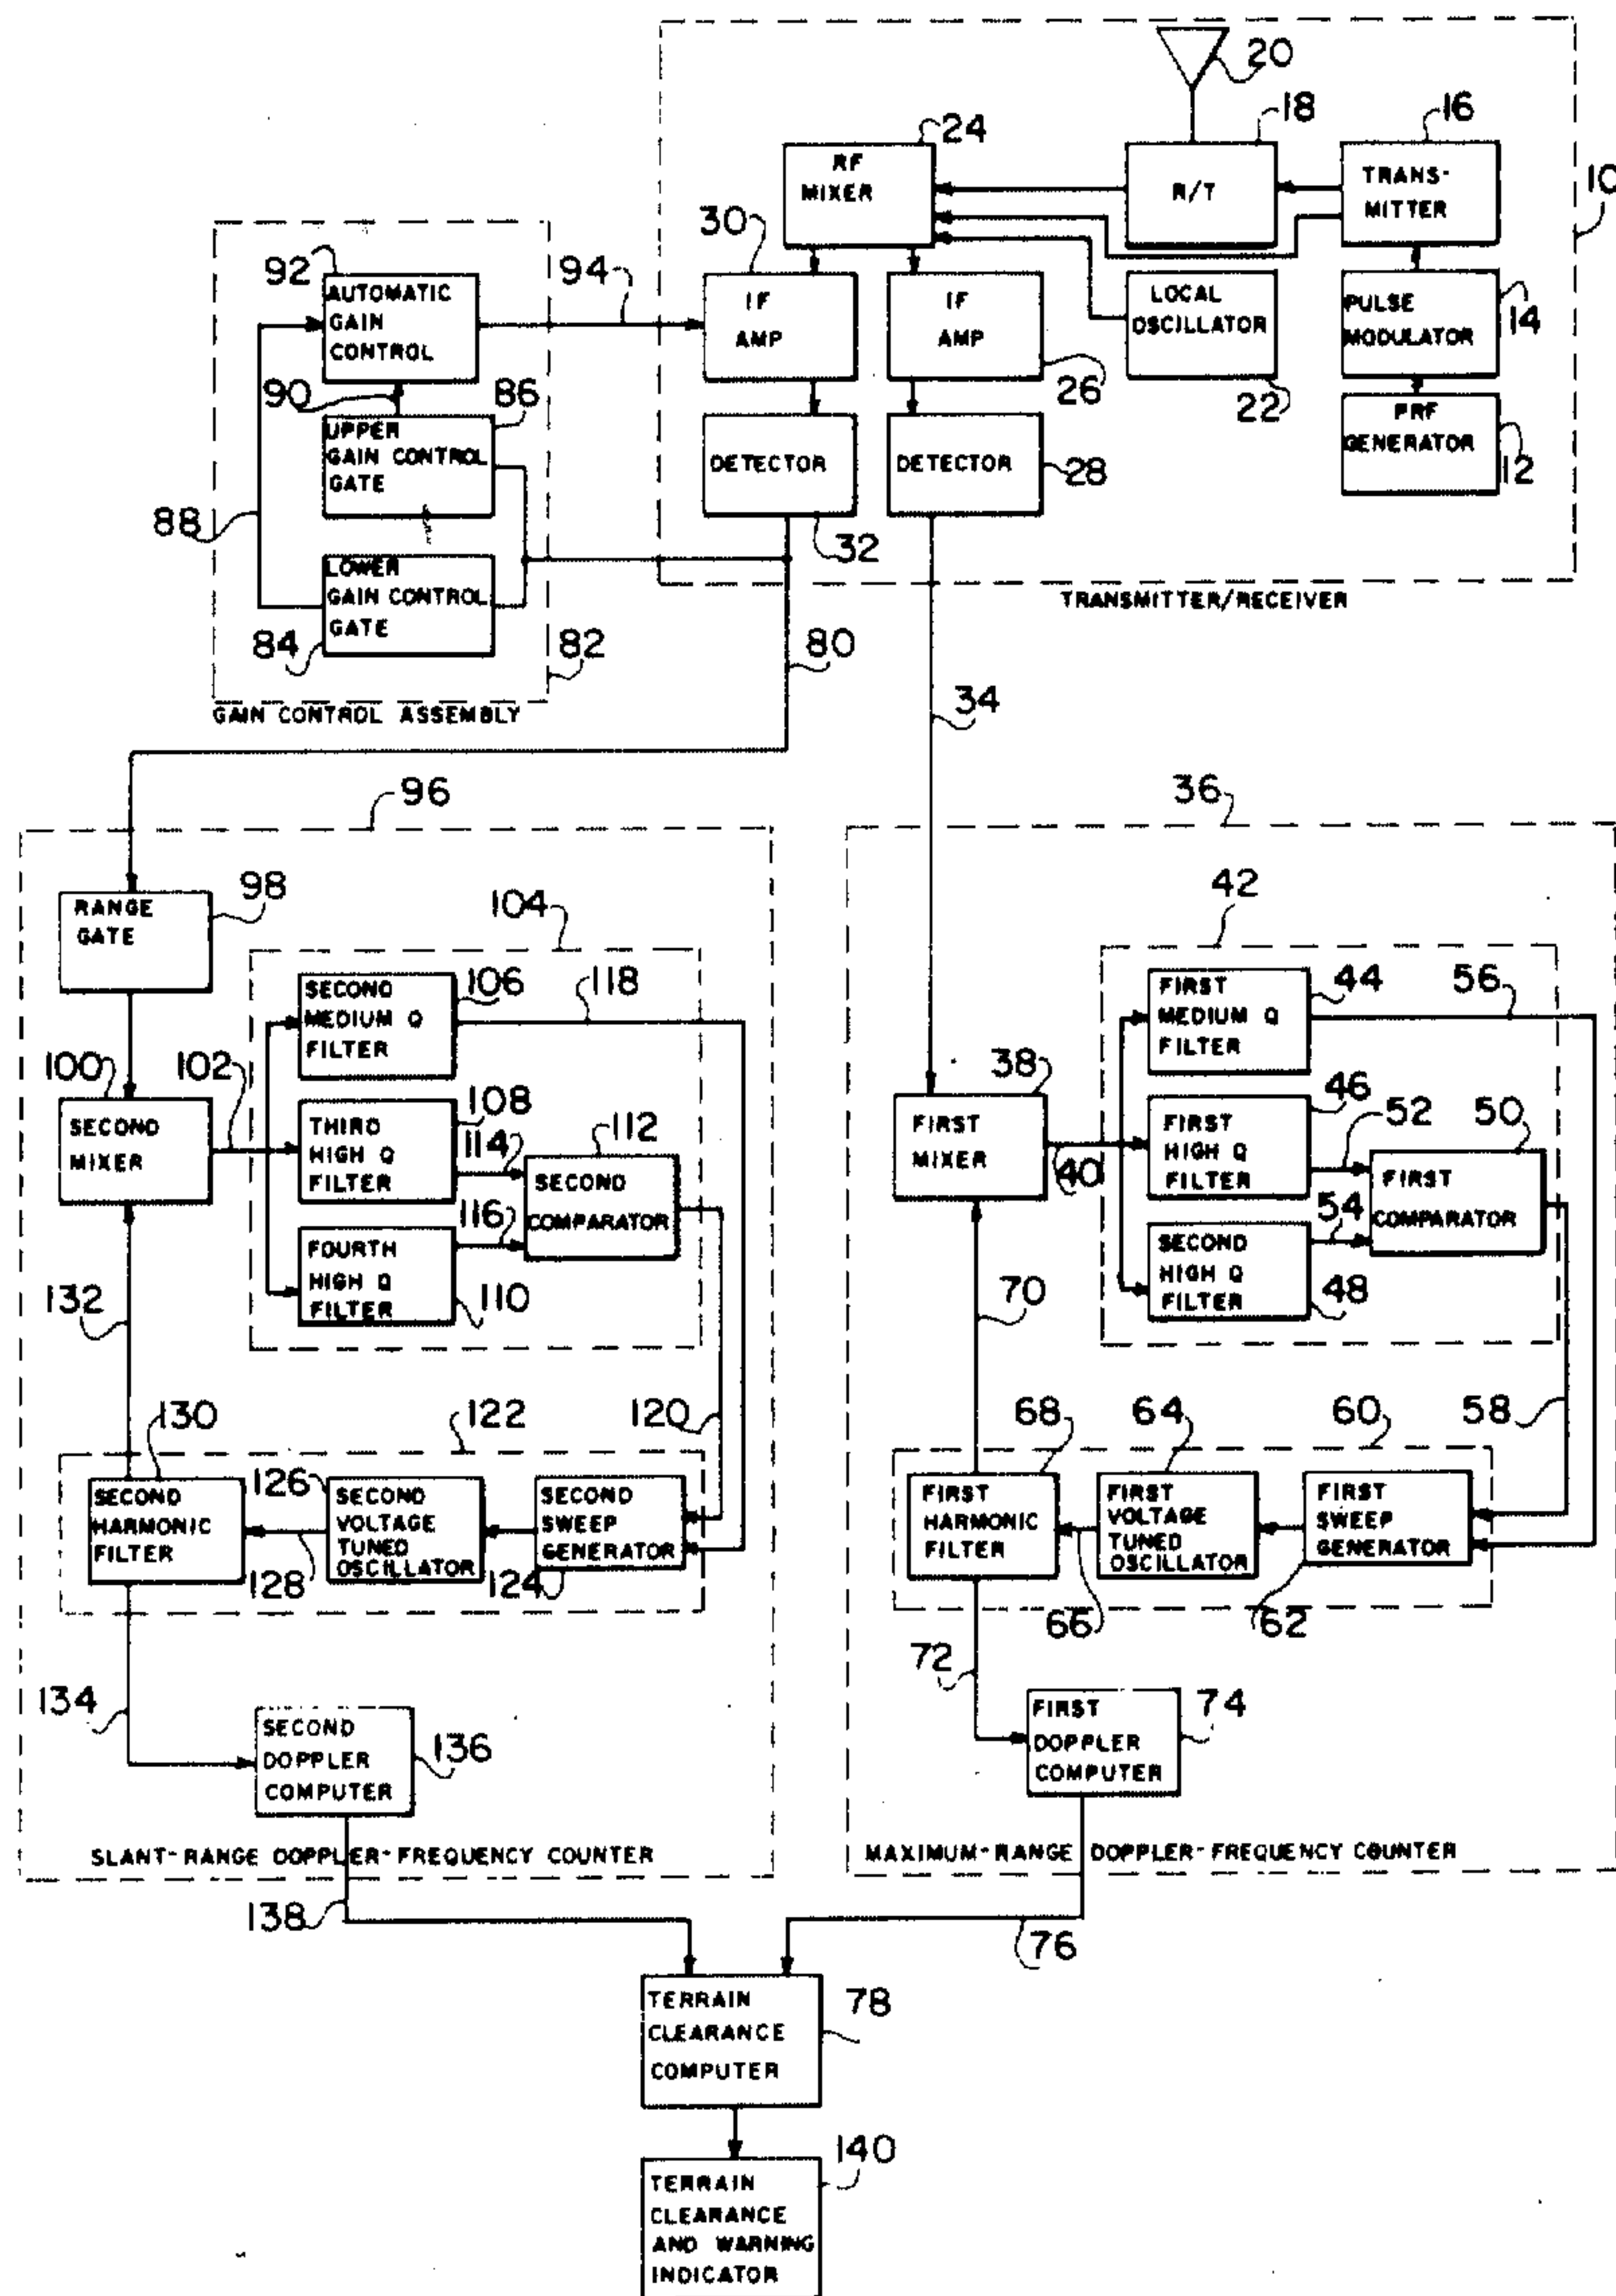 20
24
18
16
RF
MIXER
R/T
TRANS-
MITTER
10
30
92
94
AUTOMATIC
GAIN
CONTROL
IF
AMP
IF
AMP
LOCAL
OSCILLATOR
PULSE
MODULATOR
14
90
86
26
22
UPPER
GAIN CONTROL
GATE
DETECTOR
DETECTOR
28
PRF
GENERATOR
12
88
32
LOWER
GAIN CONTROL
GATE
84
82
80
TRANSMITTER/RECEIVER
GAIN CONTROL ASSEMBLY
34
96
36
98
RANGE
GATE
104
42
SECOND
MEDIUM Q
FILTER
106
118
FIRST
MEDIUM Q
FILTER
44
56
100
102
SECOND
MIXER
THIRD
HIGH Q
FILTER
108
114
112
SECOND
COMPARATOR
38
FIRST
MIXER
40
FIRST
HIGH Q
FILTER
46
52
50
FIRST
COMPARATOR
116
FOURTH
HIGH Q
FILTER
110
54
SECOND
HIGH Q
FILTER
48
132
70
130
122
120
68
64
60
58
SECOND
HARMONIC
FILTER
126
SECOND
VOLTAGE
TUNED
OSCILLATOR
SECOND
SWEEP
GENERATOR
128
124
FIRST
HARMONIC
FILTER
FIRST
VOLTAGE
TUNED
OSCILLATOR
FIRST
SWEEP
GENERATOR
66
62
134
72
SECOND
DOPPLER
COMPUTER
136
FIRST
DOPPLER
COMPUTER
74
SLANT-RANGE DOPPLER-FREQUENCY COUNTER
MAXIMUM-RANGE DOPPLER-FREQUENCY COUNTER
138
76
TERRAIN
CLEARANCE
COMPUTER
78
140
TERRAIN
CLEARANCE
AND WARNING
INDICATOR